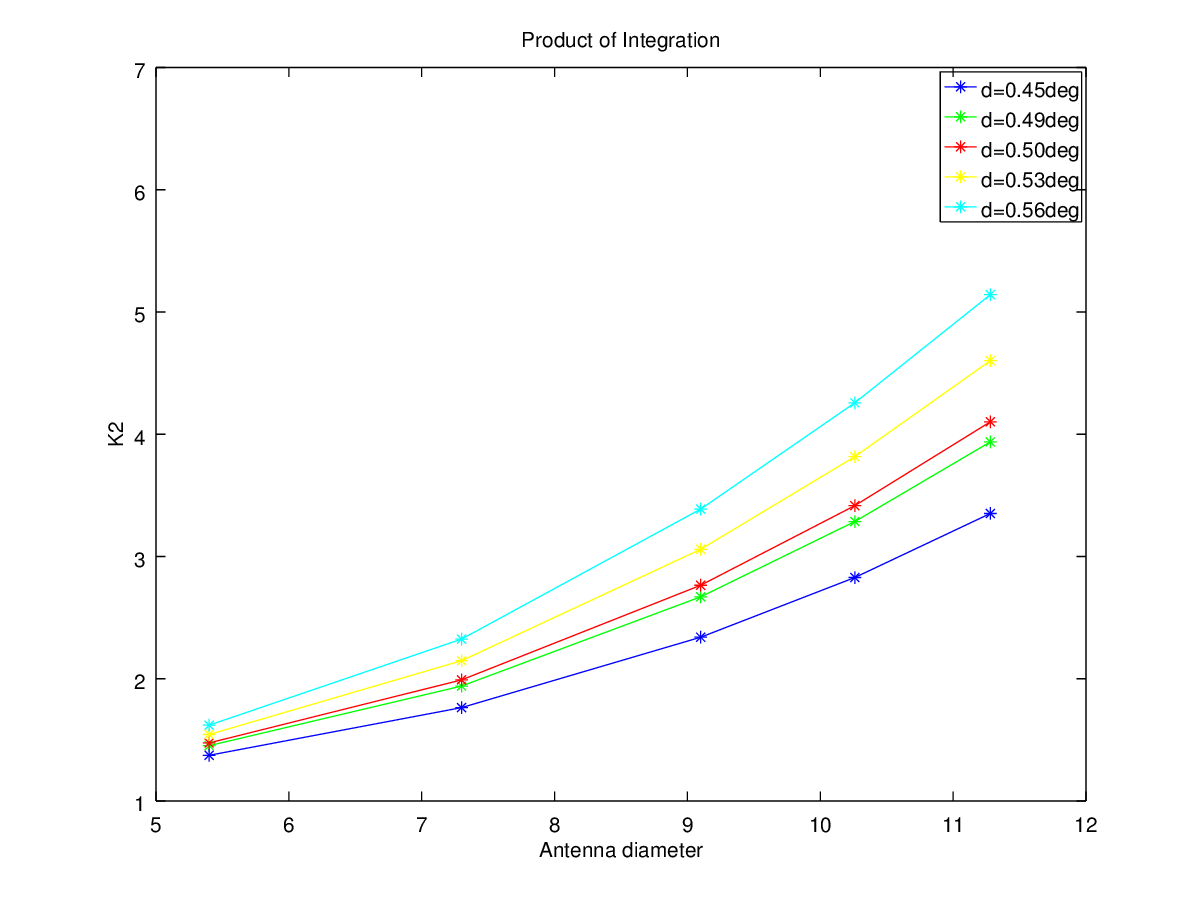 Product of Integration
d=0.45deg
d=0.49deg
d=0.50deg
d=0.53deg
d=0.56deg
7
6
5
4
3
2
1
K2
5 6 7 8 9 10 11 12
Antenna diameter